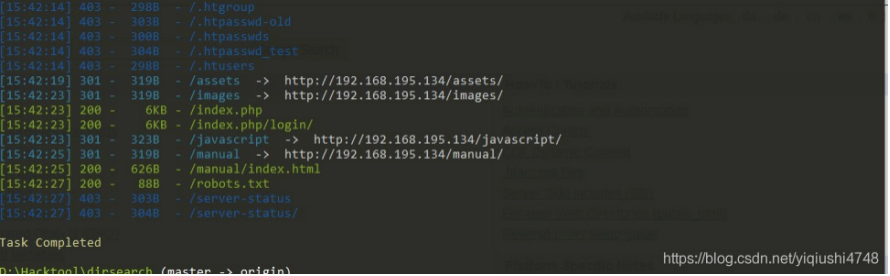 [15:42:14] 403 -  298B  - /.htgroup
[15:42:14] 403 -  303B  - /.htpasswd-old
[15:42:14] 403 -  300B  - /.htpasswds
[15:42:14] 403 -  304B  - /.htpasswd_test
[15:42:14] 403 -  298B  - /.htusers
[15:42:19] 301 -  319B  - /assets  ->  http://192.168.195.134/assets/
[15:42:23] 301 -  319B  - /images  ->  http://192.168.195.134/images/
[15:42:23] 200 -    6KB - /index.php
[15:42:23] 200 -    6KB - /index.php/login/
[15:42:23] 301 -  323B  - /javascript  ->  http://192.168.195.134/javascript/
[15:42:25] 301 -  319B  - /manual  ->  http://192.168.195.134/manual/
[15:42:25] 200 -  626B  - /manual/index.html
[15:42:27] 200 -   88B  - /robots.txt
[15:42:27] 403 -  303B  - /server-status
[15:42:27] 403 -  304B  - /server-status/
Task Completed
D:\Hacktool\dirsearch (master -> origin)
https://blog.csdn.net/yiqiushi4748